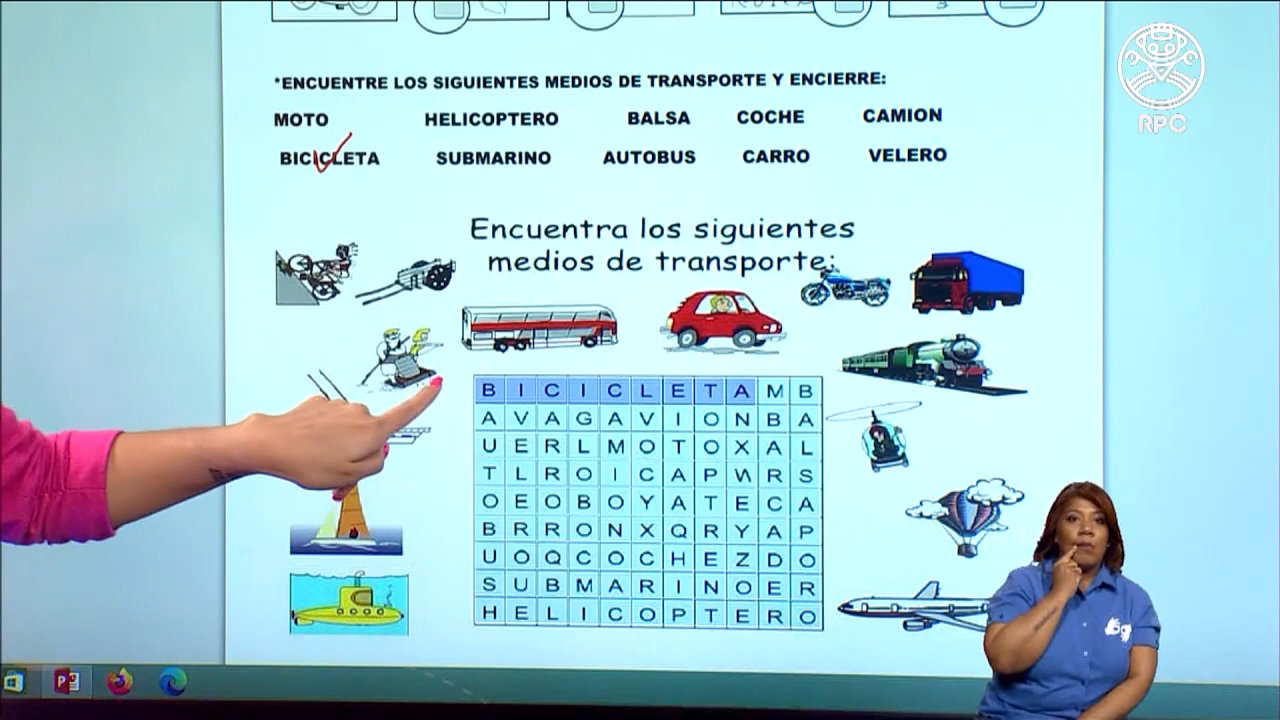 *ENCUENTRE LOS SIGUIENTES MEDIOS DE TRANSPORTE Y ENCIERRE:
MOTO HELICOPTERO BALSA COCHE CAMION
BICICLETA SUBMARINO AUTOBUS CARRO VELERO
RPC
Encuentra los siguientes
medios de transporte:
B I C I C L E T A M B
A V A G A V I O N B A
U E R L M O T O X A L
T L R O I C A P N R S
O E O B O Y A T E C A
B R R O N X Q R Y A P
U O Q C O C H E Z D O
S U B M A R I N O E R
H E L I C O P T E R O